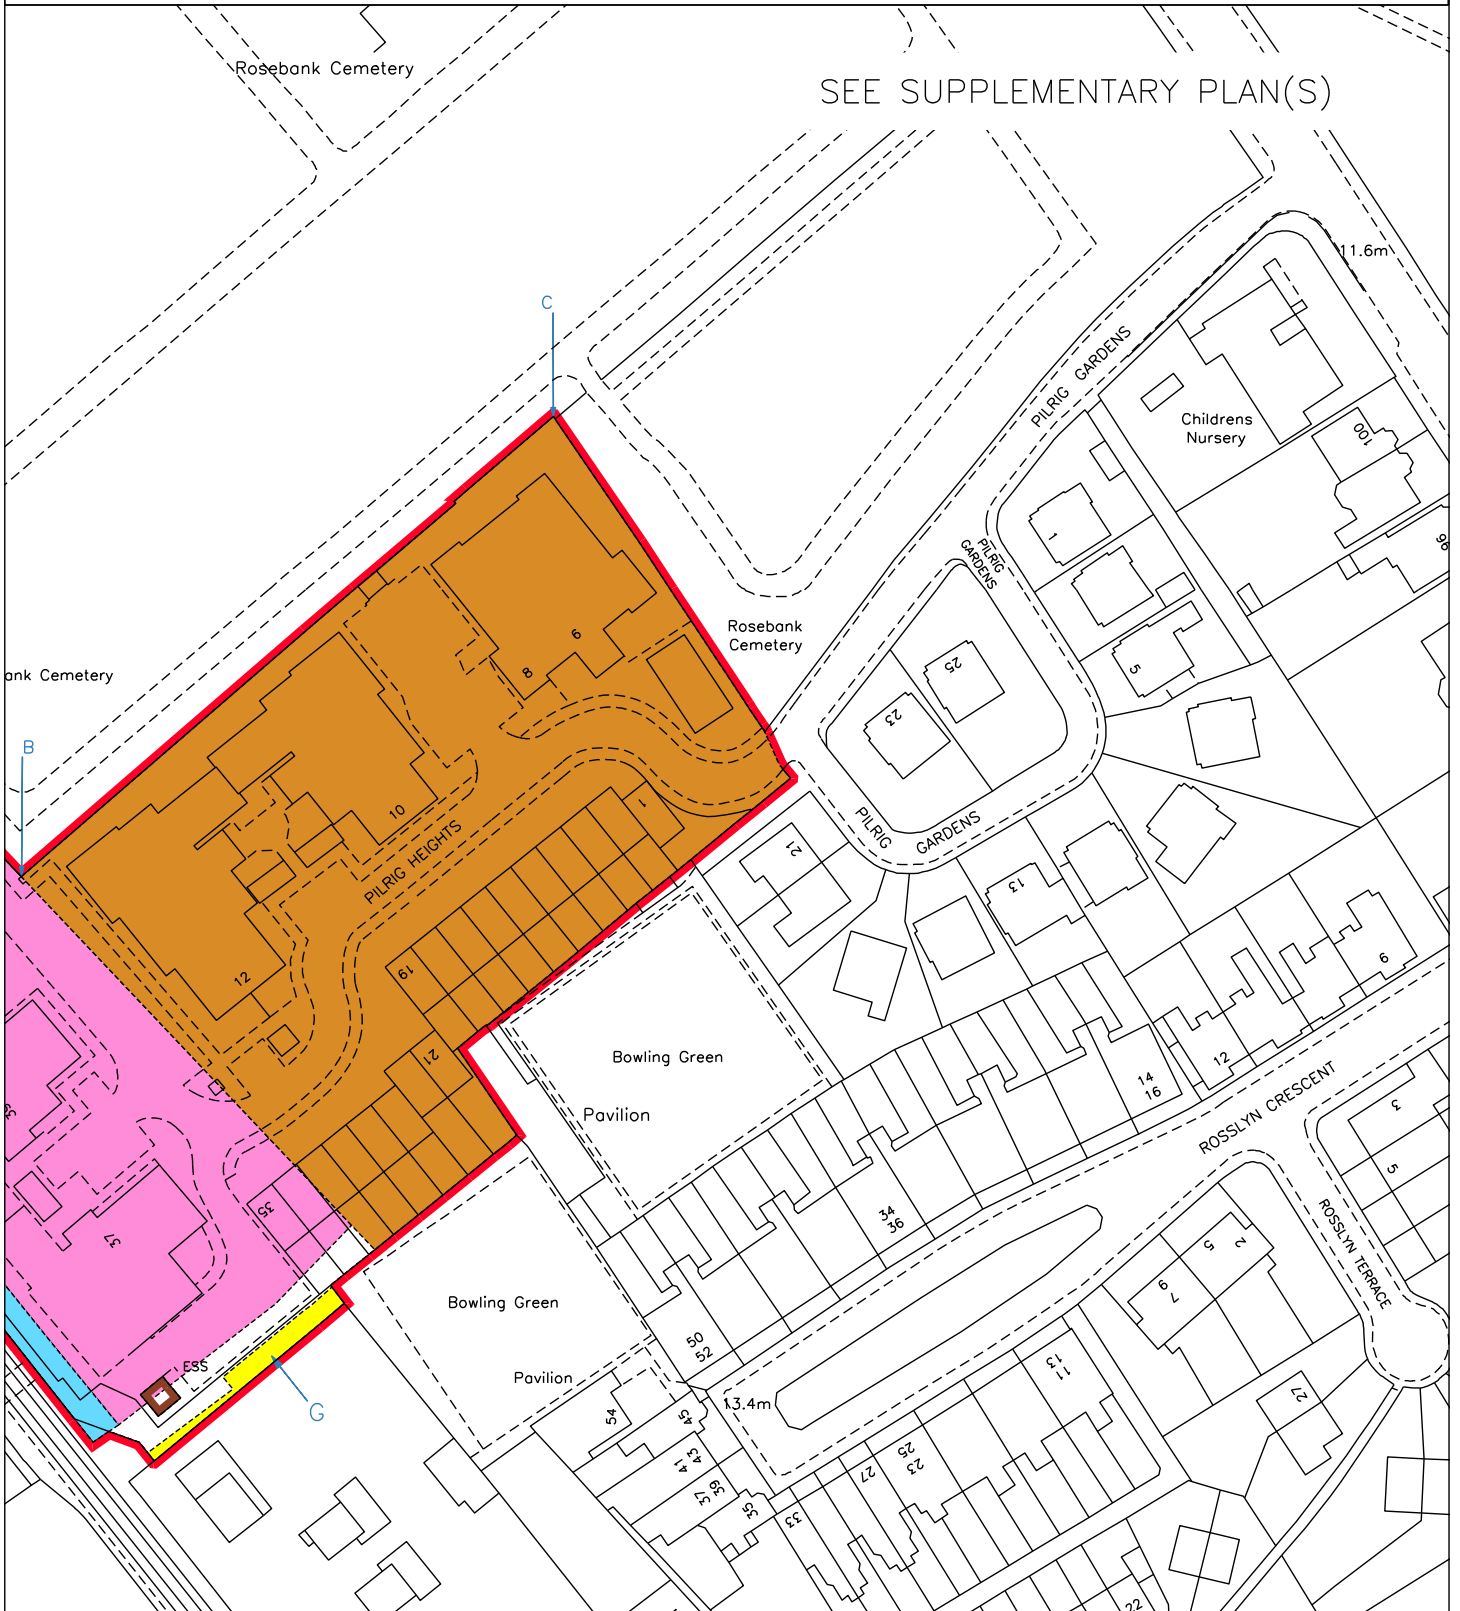 Rosebank Cemetery
SEE SUPPLEMENTARY PLAN(S)
11.6m
C
PILRIG GARDENS
Childrens
Nursery
100
96
1
PILRIG
GARDENS
Rosebank
Cemetery
ank Cemetery
6
8
25
5
23
B
10
1
PILRIG HEIGHTS
PILRIG
GARDENS
21
13
12
19
6
21
Bowling Green
Pavilion
12
14
16
ROSSLYN CRESCENT
39
3
5
35
37
34
36
ROSSLYN TERRACE
2
5
9
7
Bowling Green
50
52
ESS
Pavilion
G
13.4m
13
11
27
54
45
43
41
39
37
35
33
27
25
23
22